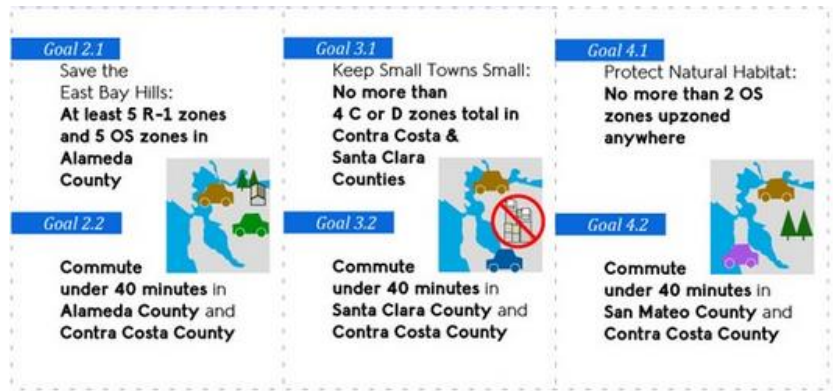 Goal 2.1
Save the
East Bay Hills:
At least 5 R-1 zones
and 5 OS zones in
Alameda
County
Goal 2.2
Commute
under 40 minutes in
Alameda County and
Contra Costa County
Goal 3.1
Keep Small Towns Small:
No more than
4 C or D zones total in
Contra Costa &
Santa Clara
Counties
Goal 3.2
Commute
under 40 minutes in
Santa Clara County and
Contra Costa County
Goal 4.1
Protect Natural Habitat:
No more than 2 OS
zones upzoned
anywhere
Goal 4.2
Commute
under 40 minutes in
San Mateo County and
Contra Costa County